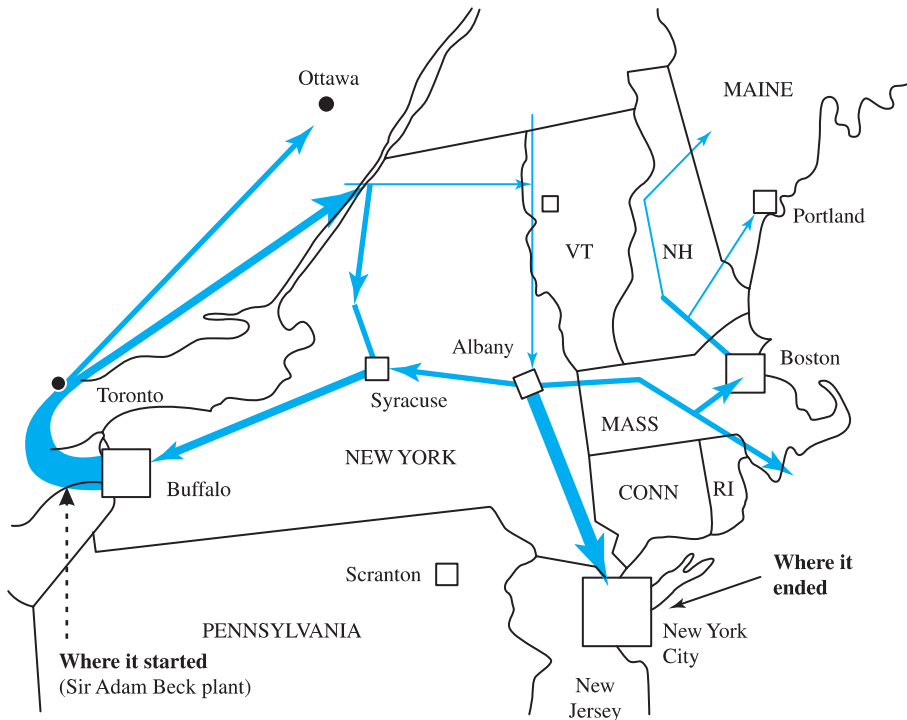 Ottawa
MAINE
Portland
VT
NH
Albany
Boston
Toronto
Syracuse
MASS
NEW YORK
Buffalo
CONN
RI
Where it
ended
Scranton
PENNSYLVANIA
New York
City
Where it started
(Sir Adam Beck plant)
New
Jersey